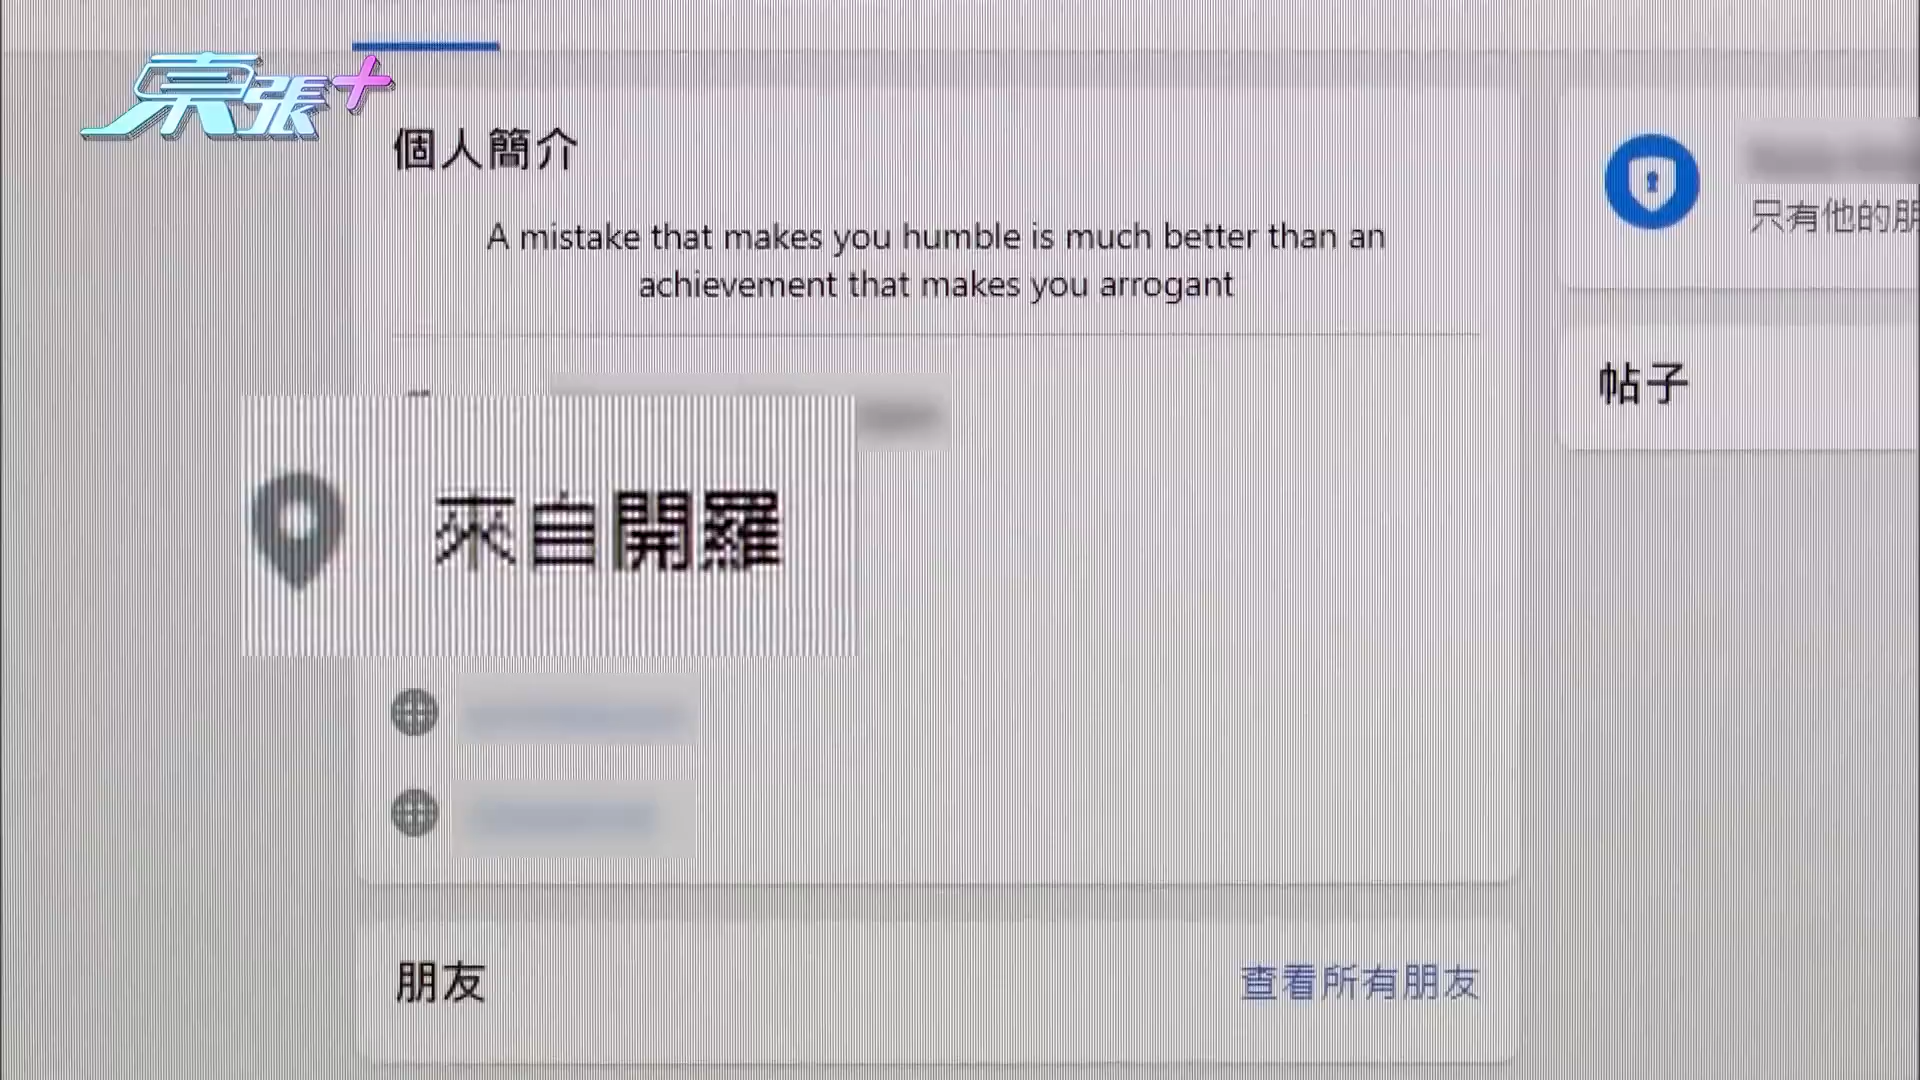 東張+
個人簡介
A mistake that makes you humble is much better than an
achievement that makes you arrogant
來自開羅
朋友
查看所有朋友
只有他的朋
帖子